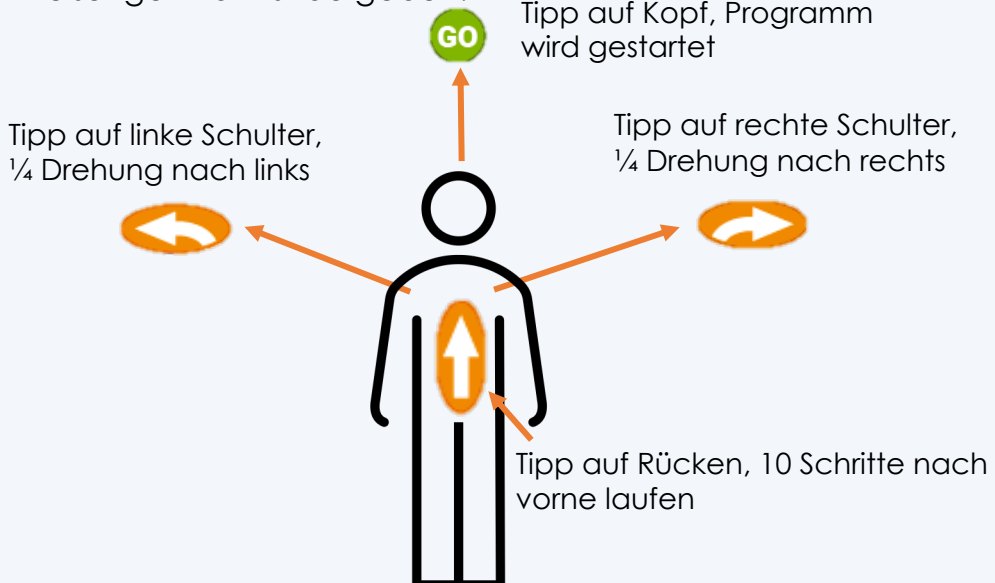 Tipp auf Kopf, Programm
wird gestartet
GO
Tipp auf linke Schulter,
¼ Drehung nach links
Tipp auf rechte Schulter,
¼ Drehung nach rechts
Tipp auf Rücken, 10 Schritte nach
vorne laufen